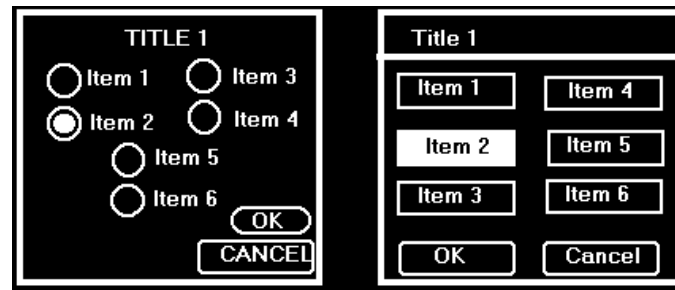 TITLE 1
Item 1 Item 3
Item 2 Item 4
Item 5
Item 6
OK
CANCEL
Title 1
Item 1 Item 4
Item 2 Item 5
Item 3 Item 6
OK Cancel